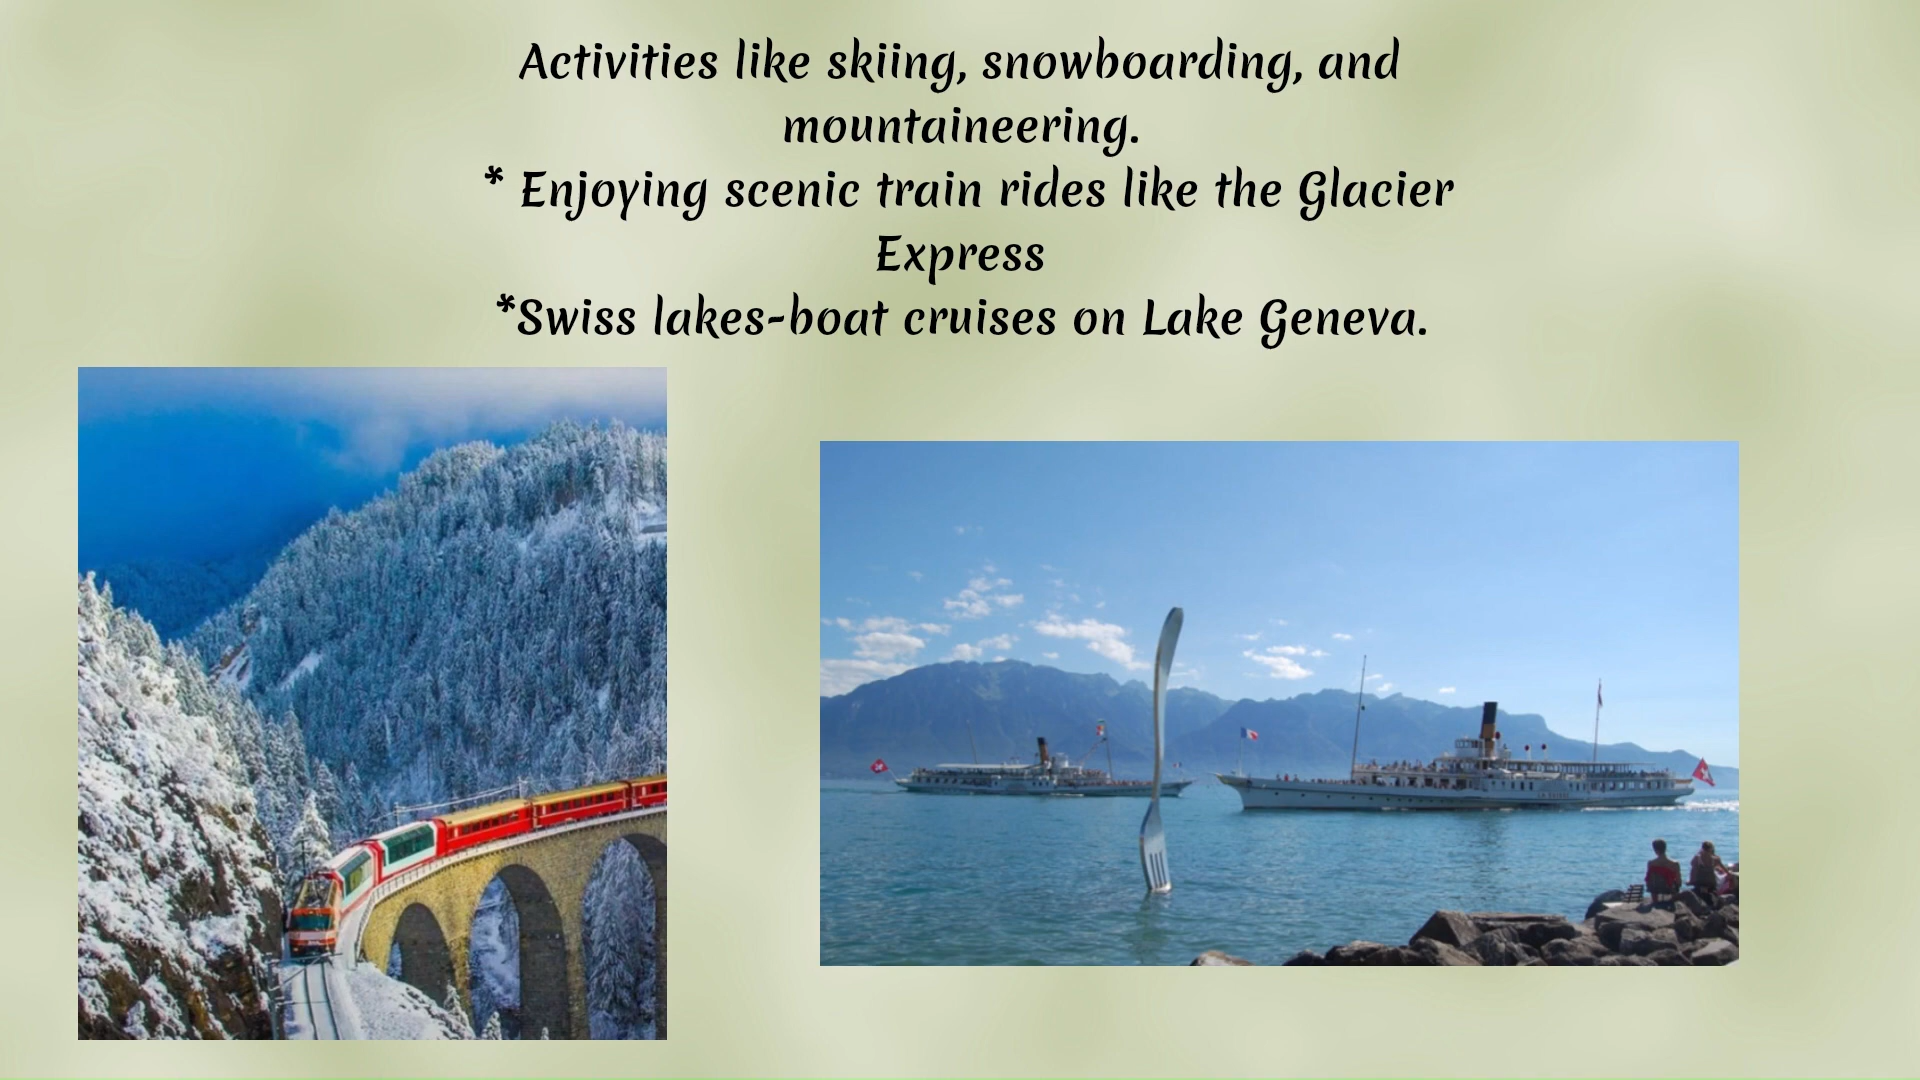 Activities like skiing, snowboarding, and
mountaineering.
* Enjoying scenic train rides like the Glacier
Express
*Swiss lakes-boat cruises on Lake Geneva.